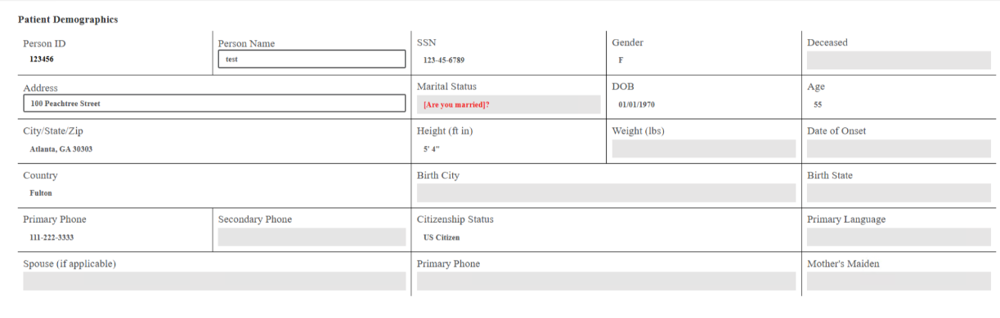 Patient Demographics
Person ID
123456
Person Name
test
SSN
123-45-6789
Gender
F
Deceased
Address
100 Peachtree Street
Marital Status
[Are you married]?
DOB
01/01/1970
Age
55
City/State/Zip
Atlanta, GA 30303
Height (ft in)
5' 4"
Weight (lbs)
Date of Onset
Country
Fulton
Birth City
Birth State
Primary Phone
111-222-3333
Secondary Phone
Citizenship Status
US Citizen
Primary Language
Spouse (if applicable)
Primary Phone
Mother's Maiden